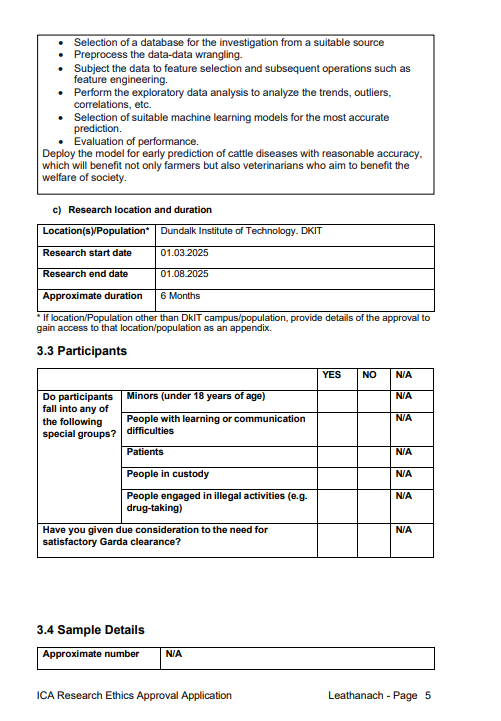 • Selection of a database for the investigation from a suitable source
• Preprocess the data-data wrangling.
• Subject the data to feature selection and subsequent operations such as
feature engineering.
• Perform the exploratory data analysis to analyze the trends, outliers,
correlations, etc.
• Selection of suitable machine learning models for the most accurate
prediction.
• Evaluation of performance.
Deploy the model for early prediction of cattle diseases with reasonable accuracy,
which will benefit not only farmers but also veterinarians who aim to benefit the
welfare of society.
c) Research location and duration
Location(s)/Population* Dundalk Institute of Technology. DKIT
Research start date 01.03.2025
Research end date 01.08.2025
Approximate duration 6 Months
* If location/Population other than DkIT campus/population, provide details of the approval to
gain access to that location/population as an appendix.
3.3 Participants
YES NO N/A
Do participants
fall into any of
the following
special groups?
Minors (under 18 years of age) N/A
People with learning or communication
difficulties
N/A
Patients N/A
People in custody N/A
People engaged in illegal activities (e.g.
drug-taking)
N/A
Have you given due consideration to the need for
satisfactory Garda clearance?
N/A
3.4 Sample Details
Approximate number N/A
ICA Research Ethics Approval Application Leathanach - Page 5